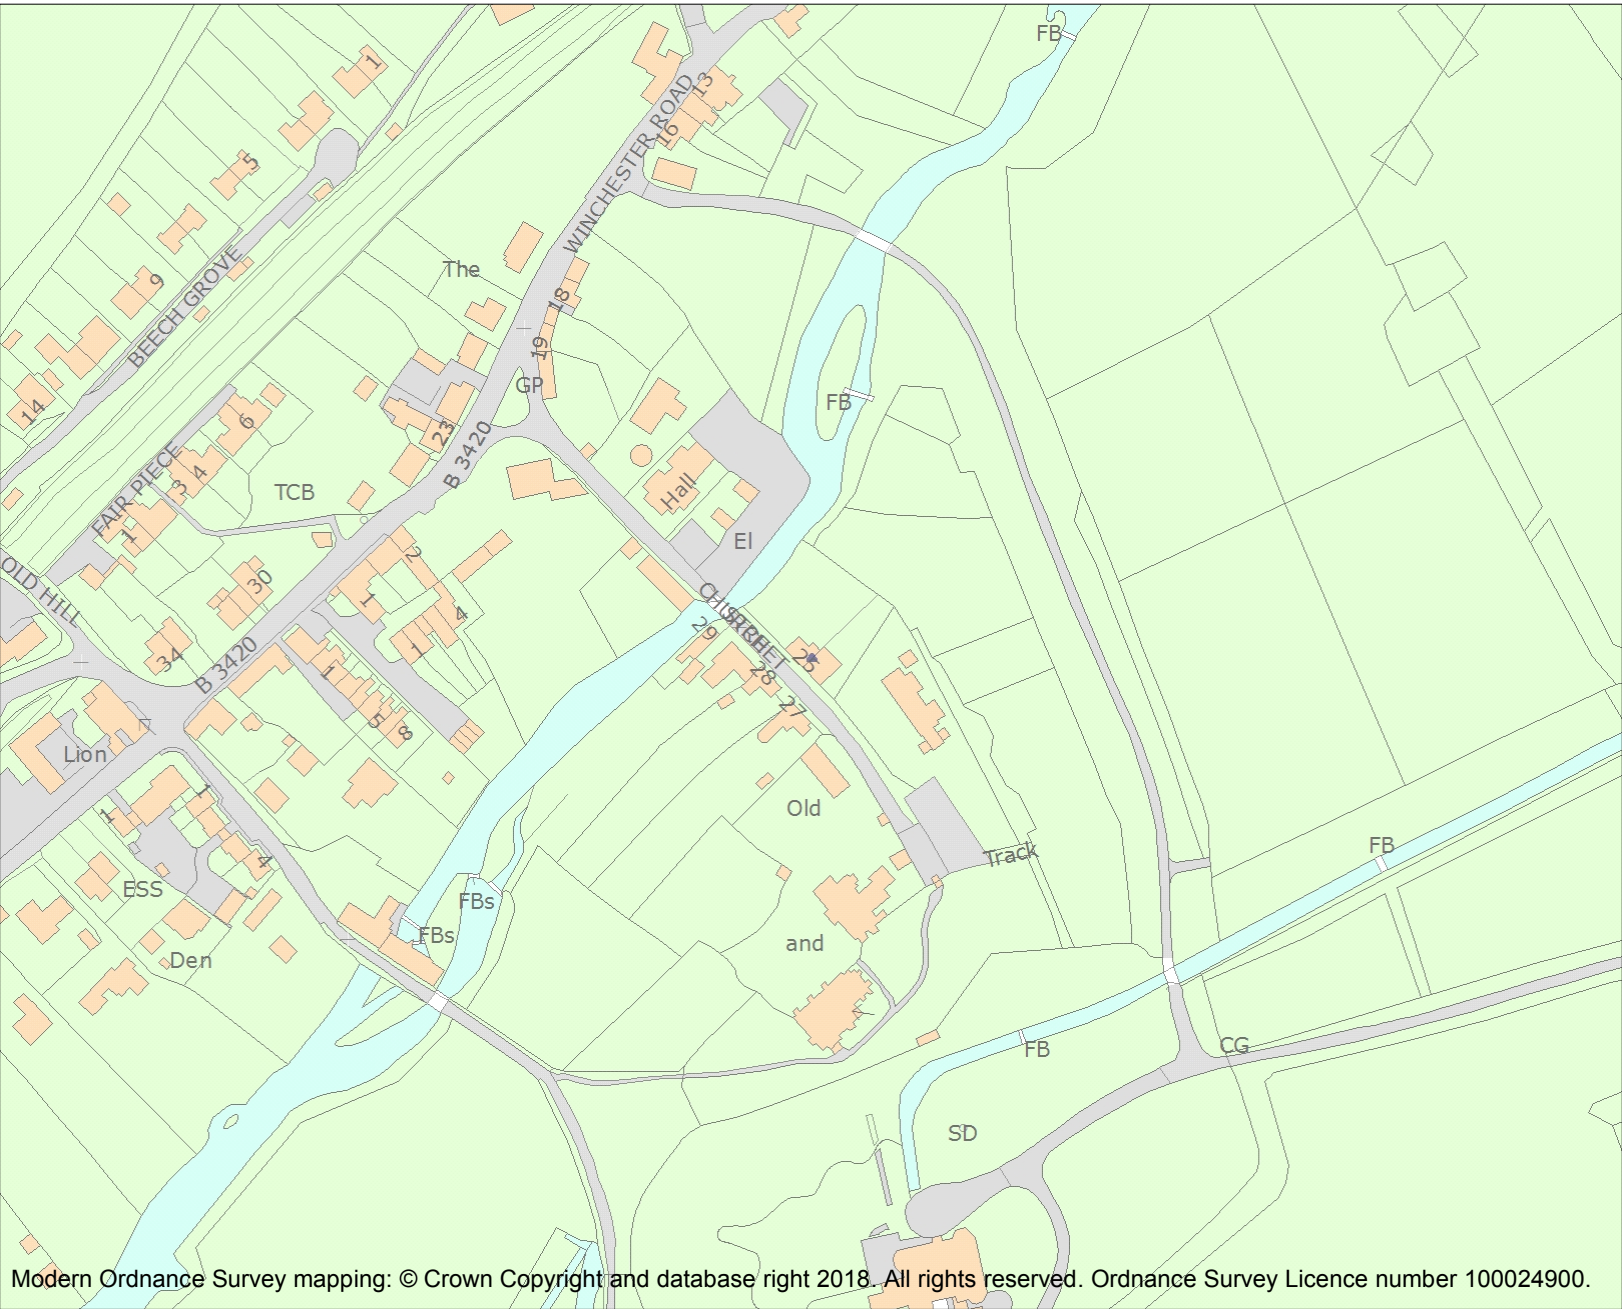 FB
1
13
WINCHESTER ROAD
16
5
The
18
9
BEECH GROVE
19
GP
FB
14
6
23
B 3420
FAIR PIECE
3 4
TCB
Hall
1
El
2
OLD HILL
30
1
CHURCH
STREET
4
29
1
25
34
B 3420
1
28
27
5
8
Lion
1
Old
1
4
Track
FB
ESS
FBs
FBs
and
Den
CG
FB
SD
Modern Ordnance Survey mapping: © Crown Copyright and database right 2018. All rights reserved. Ordnance Survey Licence number 100024900.